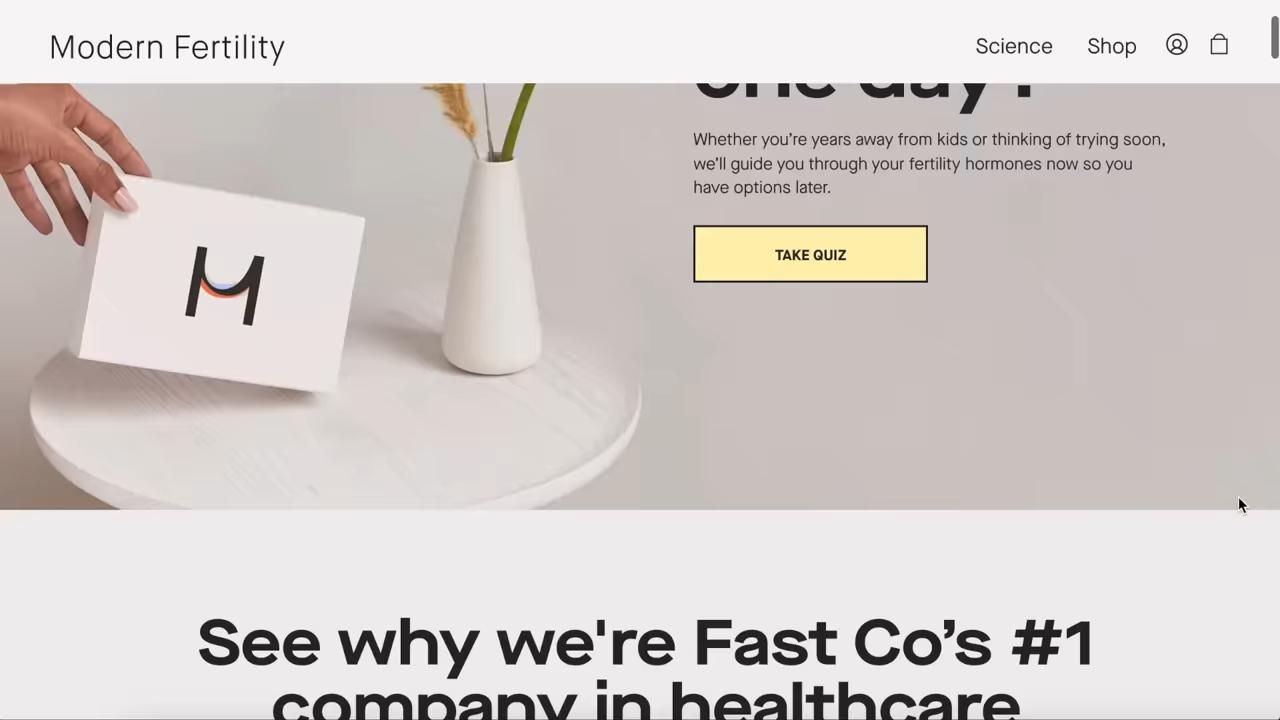 Modern Fertility
Science
Shop
one day?
Whether you’re years away from kids or thinking of trying soon,
we’ll guide you through your fertility hormones now so you
have options later.
TAKE QUIZ
M
See why we're Fast Co’s #1
company in healthcare